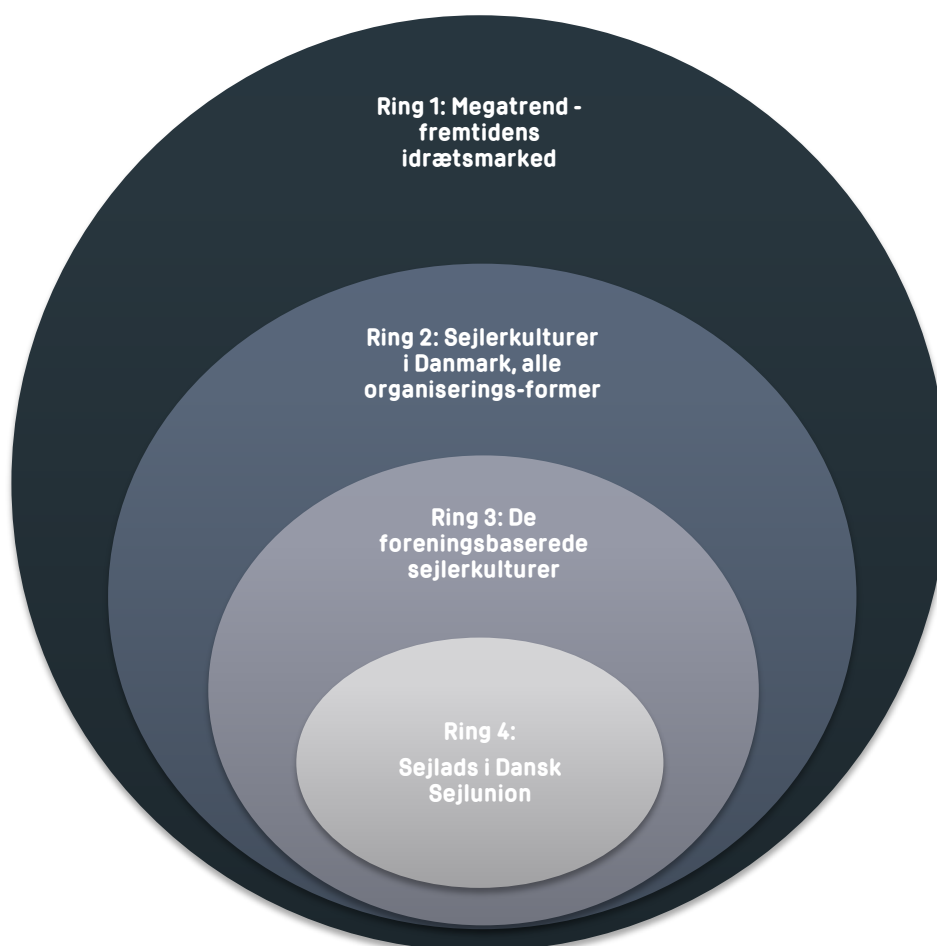 Ring 1: Megatrend -
fremtidens
idrætsmarked
Ring 2: Sejlerkulturer
i Danmark, alle
organiserings-former
Ring 3: De
foreningsbaserede
sejlerkulturer
Ring 4:
Sejlads i Dansk
Sejlunion